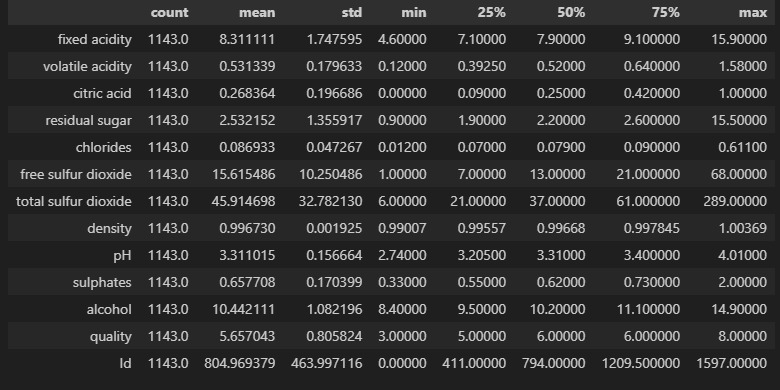 count mean std min 25% 50% 75% max
fixed acidity 1143.0 8.311111 1.747595 4.60000 7.10000 7.90000 9.100000 15.90000
volatile acidity 1143.0 0.531339 0.179633 0.12000 0.39250 0.52000 0.640000 1.58000
citric acid 1143.0 0.268364 0.196686 0.00000 0.09000 0.25000 0.420000 1.00000
residual sugar 1143.0 2.532152 1.355917 0.90000 1.90000 2.20000 2.600000 15.50000
chlorides 1143.0 0.086933 0.047267 0.01200 0.07000 0.07900 0.090000 0.61100
free sulfur dioxide 1143.0 15.615486 10.250486 1.00000 7.00000 13.00000 21.000000 68.00000
total sulfur dioxide 1143.0 45.914698 32.782130 6.00000 21.00000 37.00000 61.000000 289.00000
density 1143.0 0.996730 0.001925 0.99007 0.99557 0.99668 0.997845 1.00369
pH 1143.0 3.311015 0.156664 2.74000 3.20500 3.31000 3.400000 4.01000
sulphates 1143.0 0.657708 0.170399 0.33000 0.55000 0.62000 0.730000 2.00000
alcohol 1143.0 10.442111 1.082196 8.40000 9.50000 10.20000 11.100000 14.90000
quality 1143.0 5.657043 0.805824 3.00000 5.00000 6.00000 6.000000 8.00000
Id 1143.0 804.969379 463.997116 0.00000 411.00000 794.00000 1209.500000 1597.00000